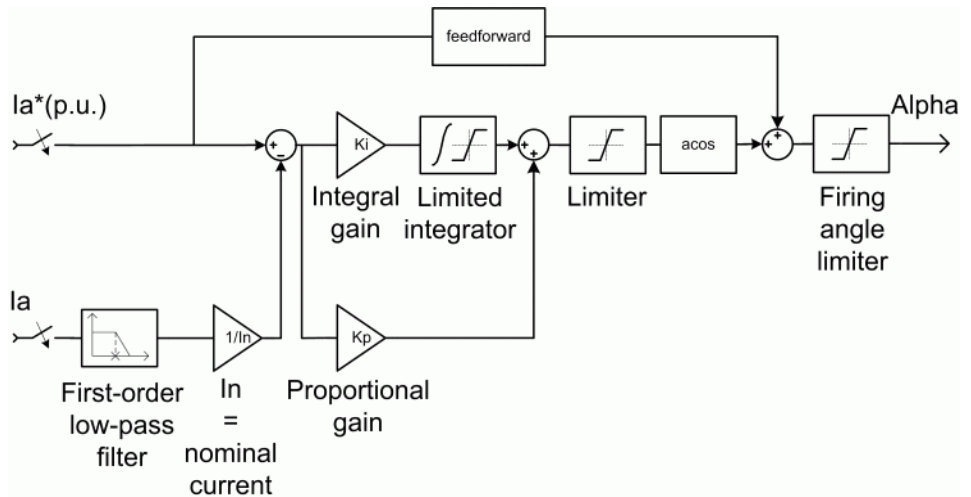 feedforward
Ia*(p.u.)
Alpha
Ki
acos
Integral
gain
Limited
integrator
Limiter
Firing
angle
limiter
Ia
1/In
Kp
First-order
low-pass
filter
In
=
nominal
current
Proportional
gain